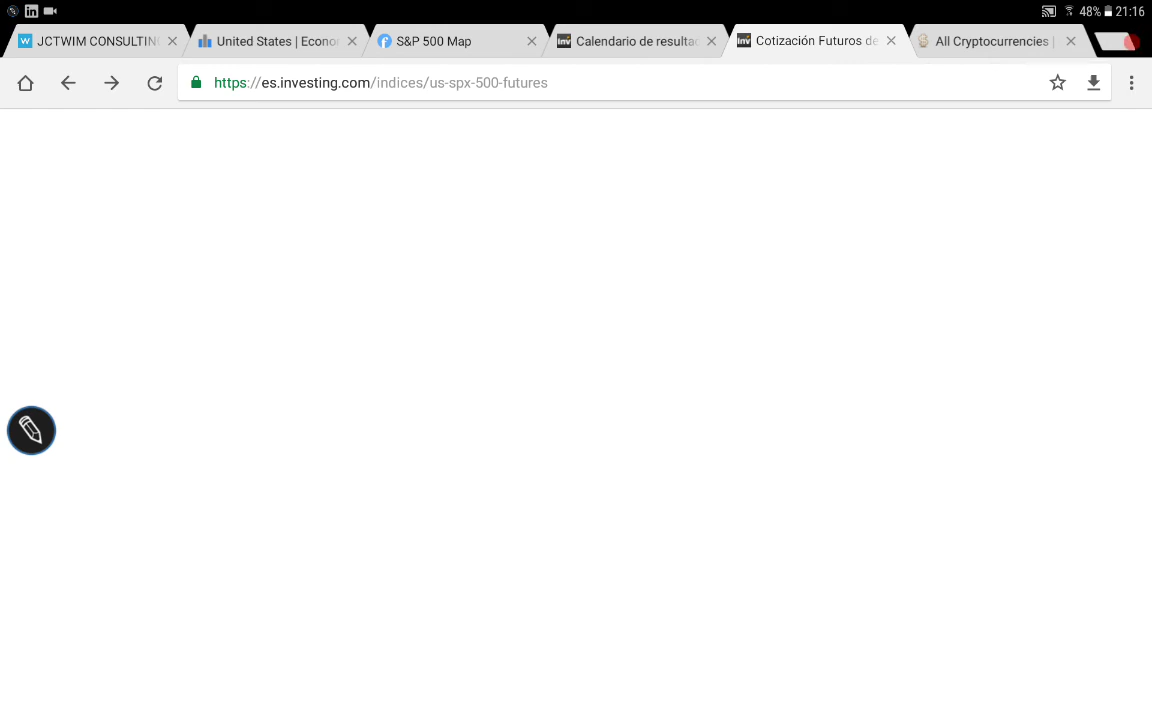 48% 21:16
JCTWIM CONSULTIN
United States | Econor
S&P 500 Map
Calendario de resulta
Cotización Futuros de
All Cryptocurrencies |
https://es.investing.com/indices/us-spx-500-futures